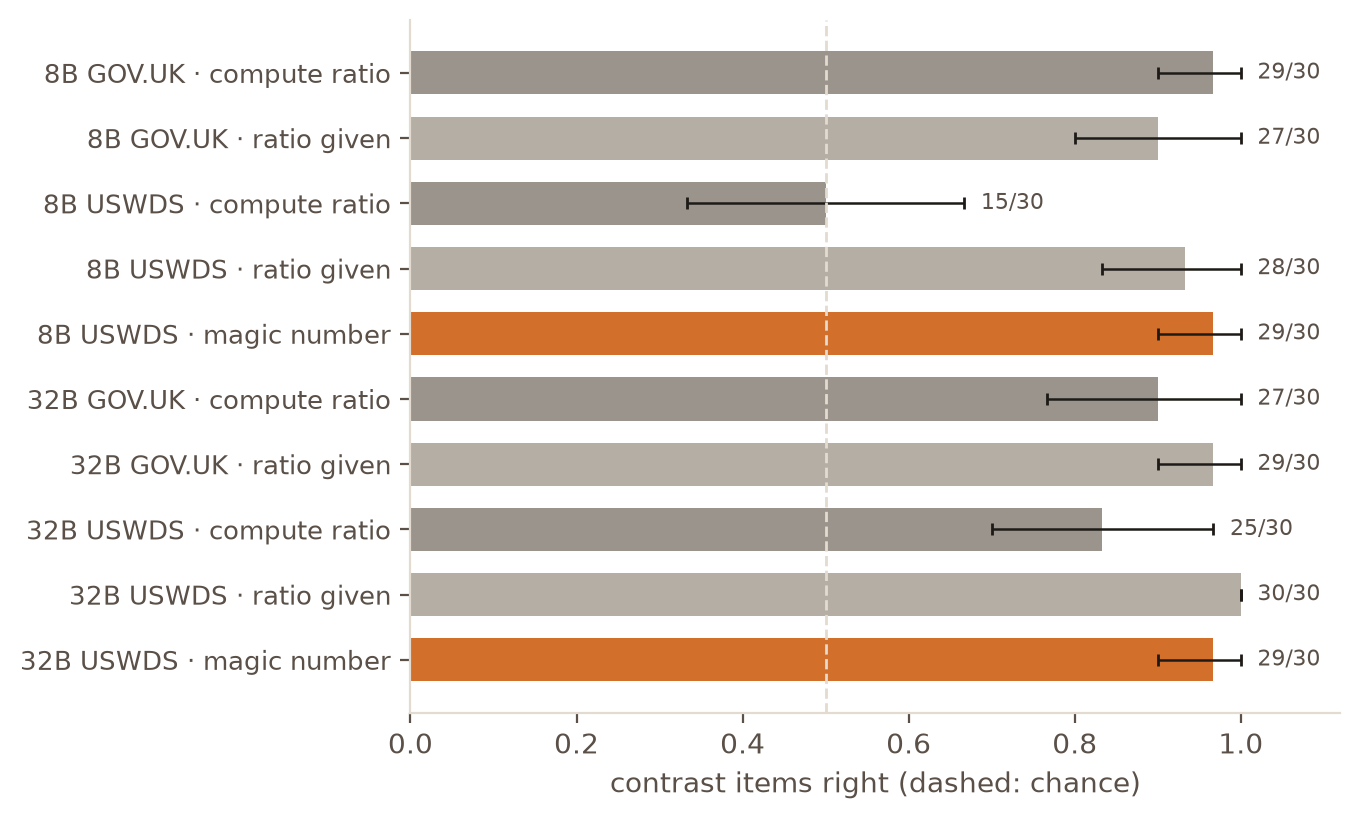 8B GOV.UK · compute ratio 29/30
8B GOV.UK · ratio given 27/30
8B USWDS · compute ratio 15/30
8B USWDS · ratio given 28/30
8B USWDS · magic number 29/30
32B GOV.UK · compute ratio 27/30
32B GOV.UK · ratio given 29/30
32B USWDS · compute ratio 25/30
32B USWDS · ratio given 30/30
32B USWDS · magic number 29/30
0.0 0.2 0.4 0.6 0.8 1.0
contrast items right (dashed: chance)